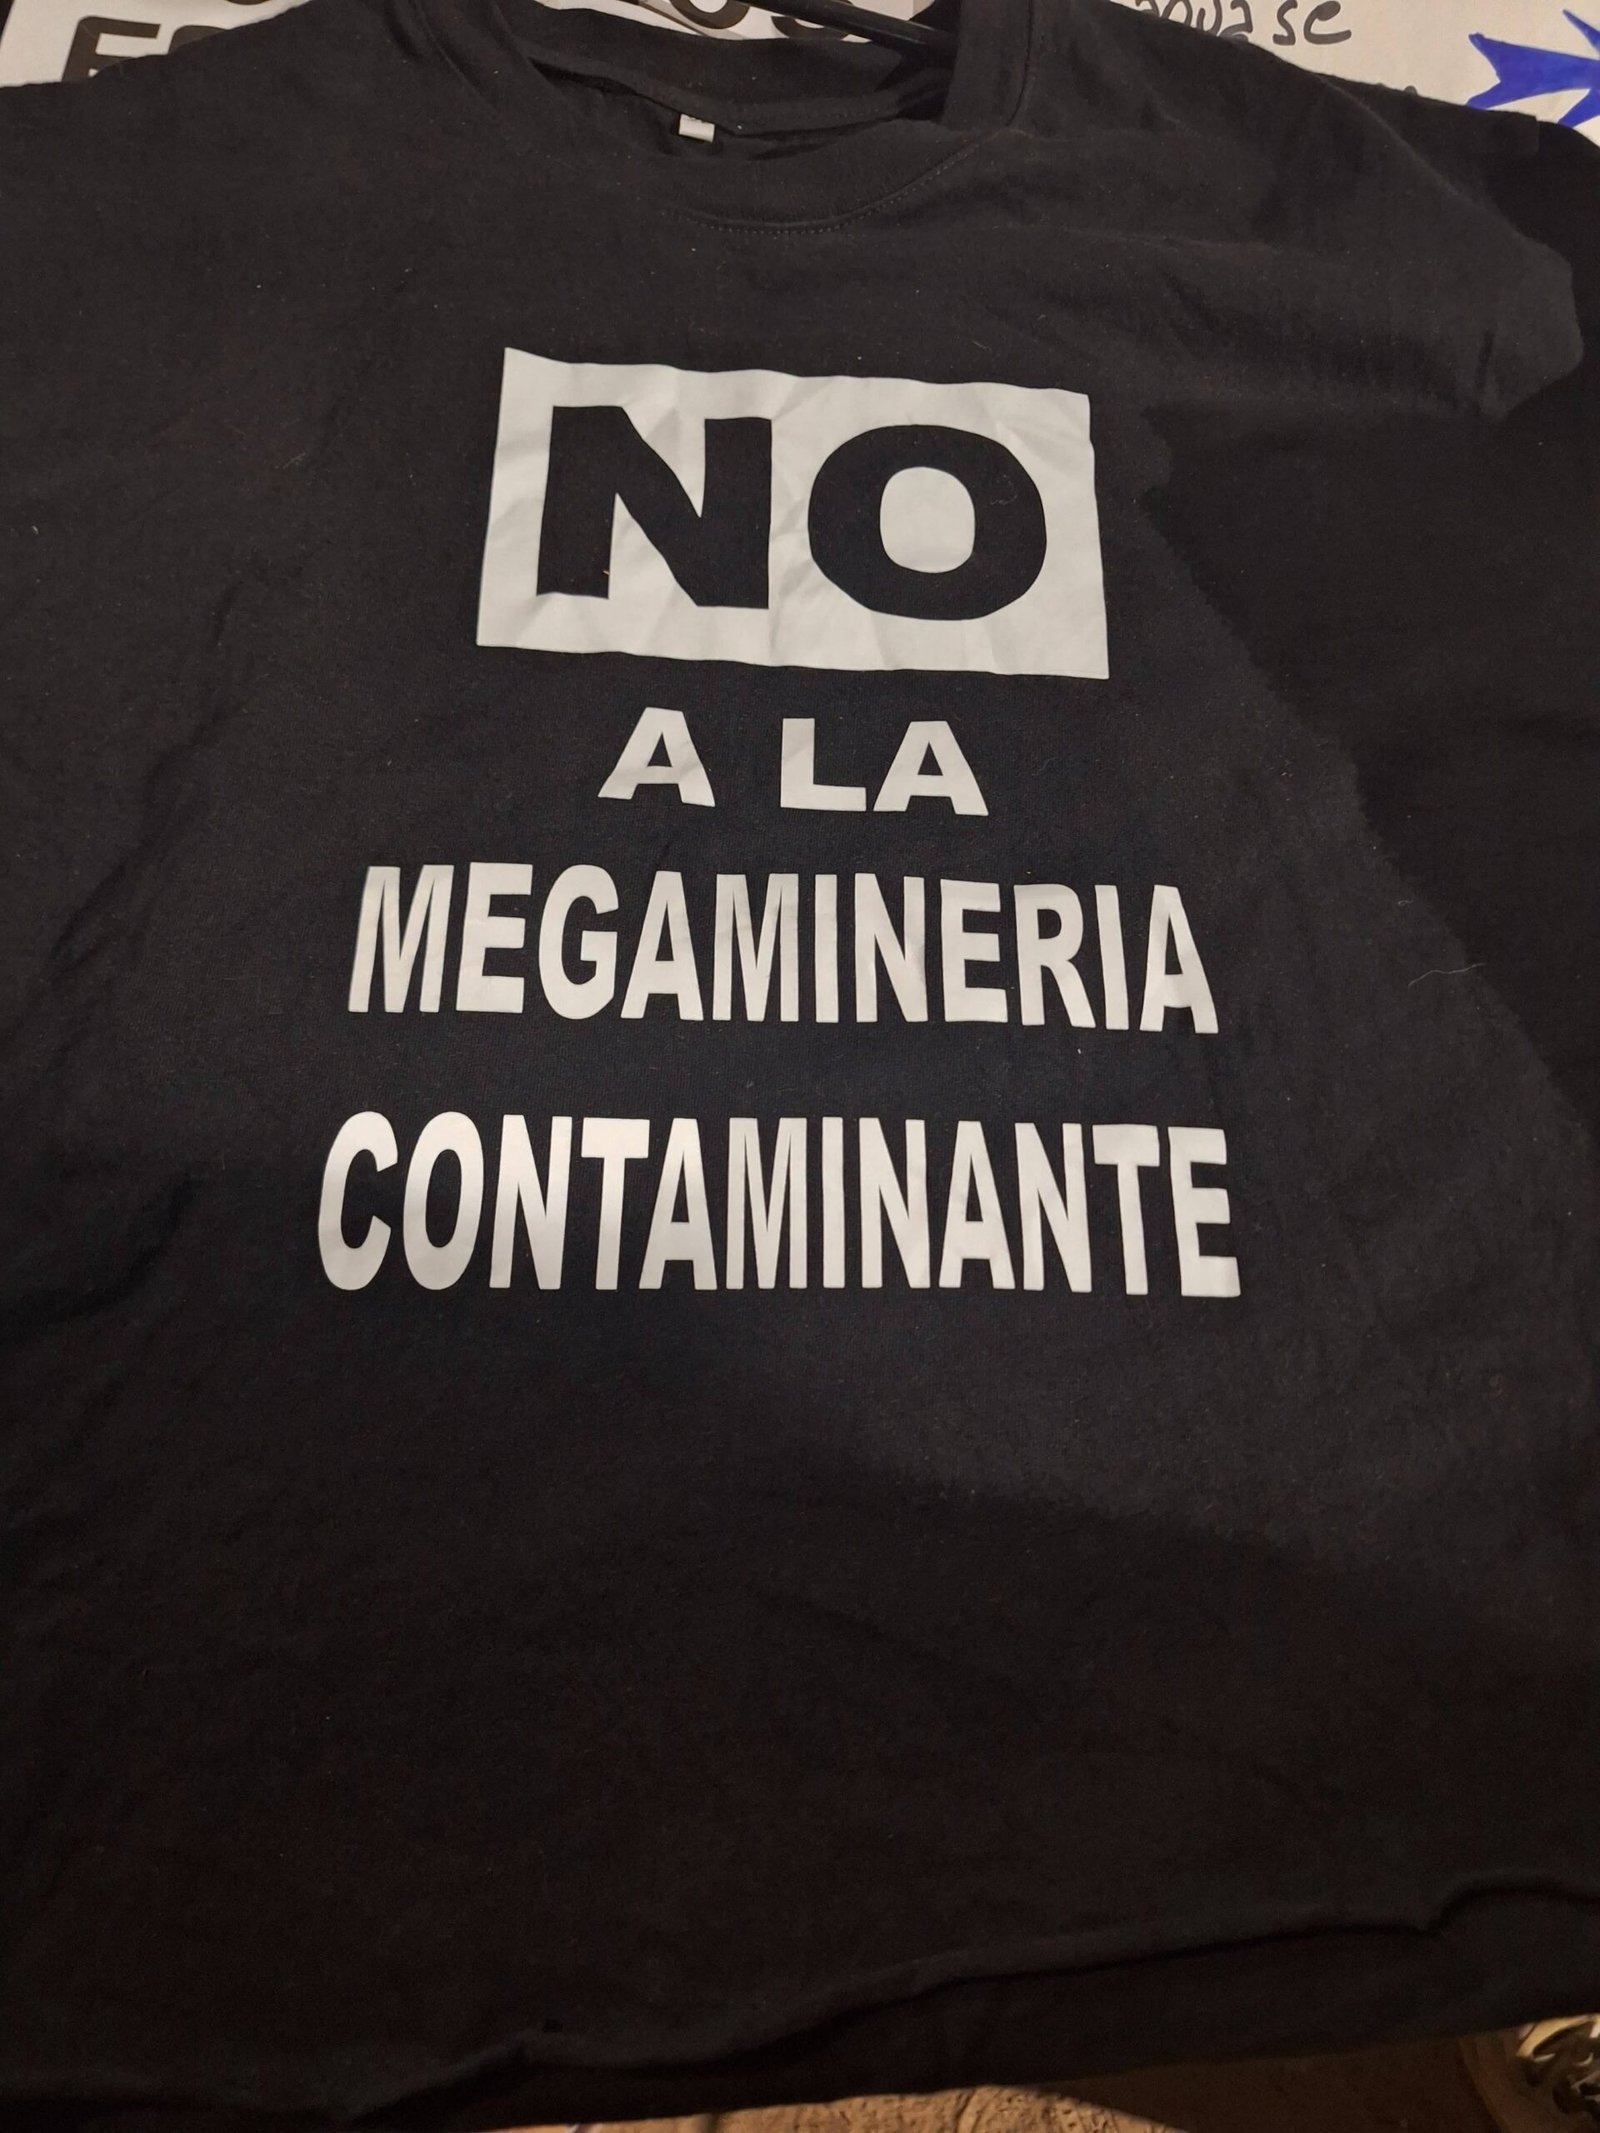 NO
A LA
MEGAMINERIA
CONTAMINANTE